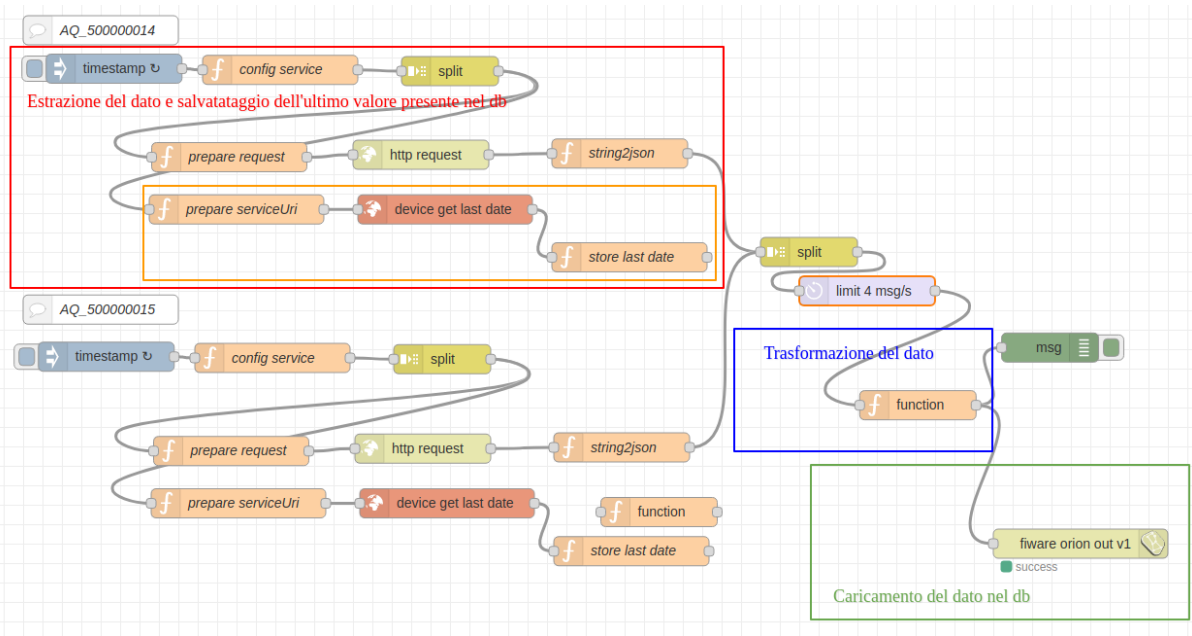 AQ_500000014
timestamp ↻
config service
split
Estrazione del dato e salvatataggio dell'ultimo valore presente nel db
prepare request
http request
string2json
prepare serviceUri
device get last date
store last date
split
limit 4 msg/s
AQ_500000015
timestamp ↻
config service
split
Trasformazione del dato
msg
function
prepare request
http request
string2json
prepare serviceUri
device get last date
function
store last date
fiware orion out v1
success
Caricamento del dato nel db